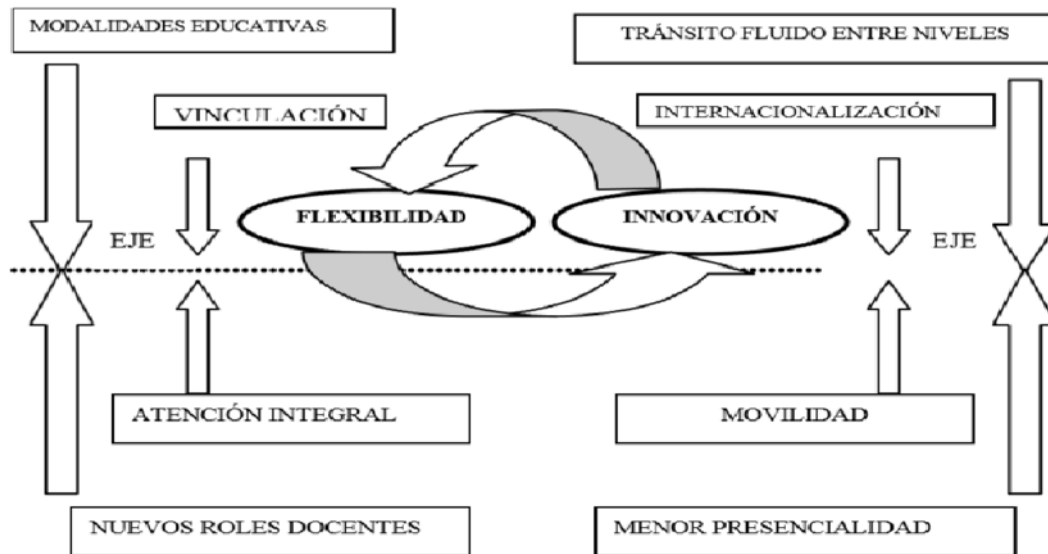 MODALIDADES EDUCATIVAS
TRÁNSITO FLUIDO ENTRE NIVELES
VINCULACIÓN
INTERNACIONALIZACIÓN
FLEXIBILIDAD
INNOVACIÓN
EJE
EJE
ATENCIÓN INTEGRAL
MOVILIDAD
NUEVOS ROLES DOCENTES
MENOR PRESENCIALIDAD